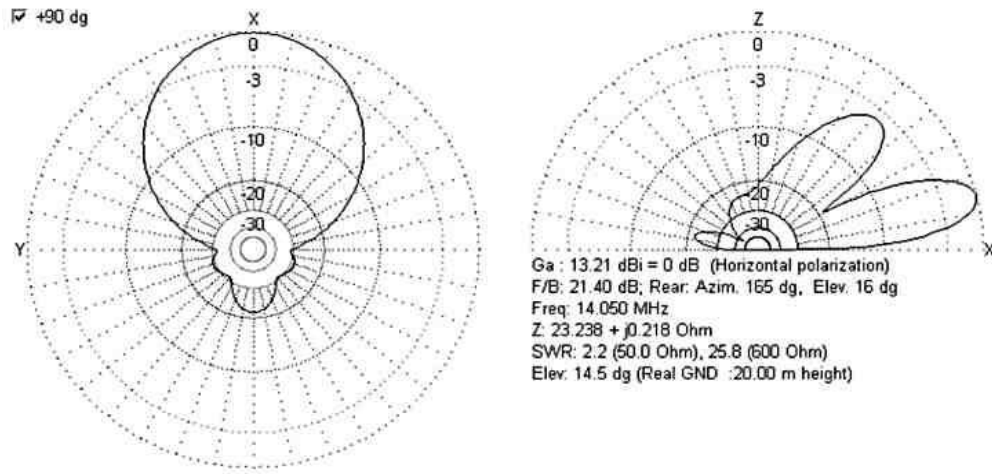 +90 dg
X
0
-3
-10
-20
-30
Y
Z
0
-3
-10
-20
-30
X
Ga : 13.21 dBi = 0 dB (Horizontal polarization)
F/B: 21.40 dB; Rear: Azim. 165 dg, Elev. 16 dg
Freq: 14.050 MHz
Z: 23.238 + j0.218 Ohm
SWR: 2.2 (50.0 Ohm), 25.8 (600 Ohm)
Elev: 14.5 dg (Real GND :20.00 m height)